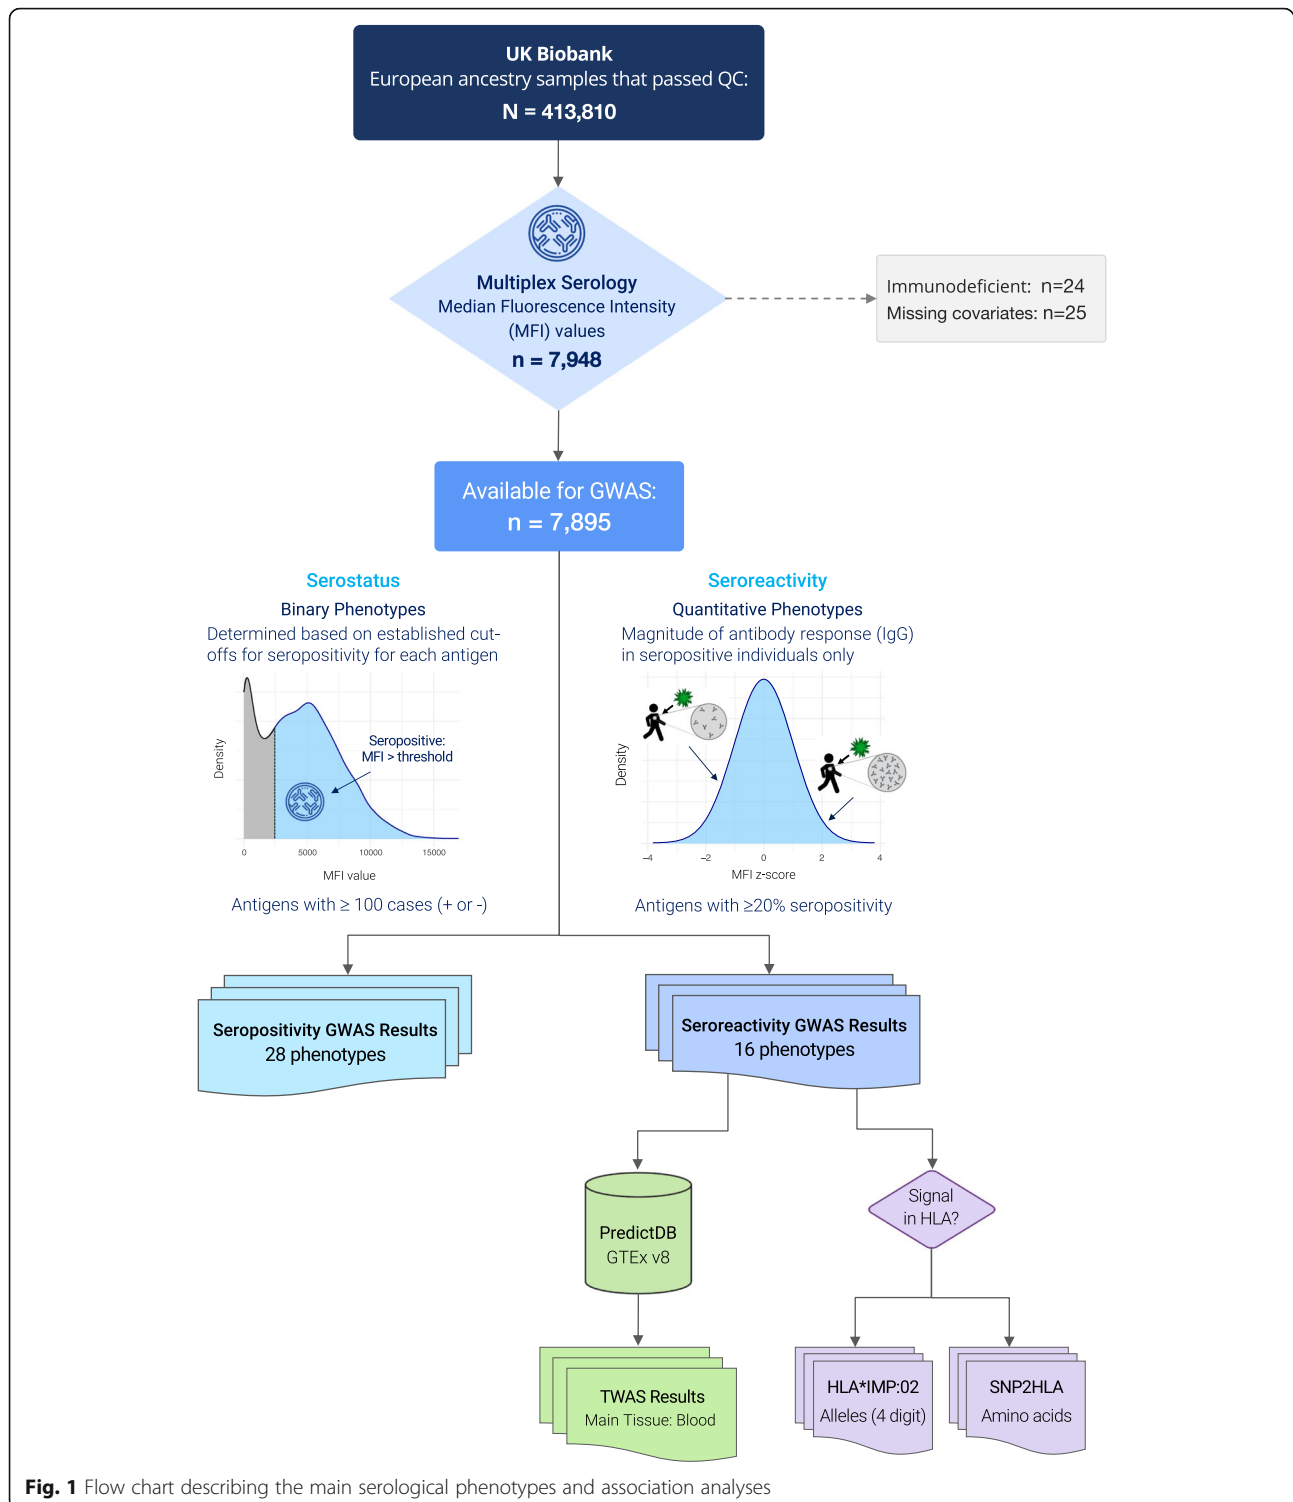 UK Biobank
European ancestry samples that passed QC:
N = 413,810
Multiplex Serology
Median Fluorescence Intensity
(MFI) values
n = 7,948
Immunodeficient: n=24
Missing covariates: n=25
Available for GWAS:
n = 7,895
Serostatus
Binary Phenotypes
Determined based on established cut-
offs for seropositivity for each antigen
Density
Seropositive:
MFI > threshold
0 5000 10000 15000
MFI value
Antigens with ≥ 100 cases (+ or -)
Seroreactivity
Quantitative Phenotypes
Magnitude of antibody response (IgG)
in seropositive individuals only
Density
−4 −2 0 2 4
MFI z-score
Antigens with ≥20% seropositivity
Seropositivity GWAS Results
28 phenotypes
Seroreactivity GWAS Results
16 phenotypes
PredictDB
GTEx v8
Signal
in HLA?
TWAS Results
Main Tissue: Blood
HLA*IMP:02
Alleles (4 digit)
SNP2HLA
Amino acids
Fig. 1 Flow chart describing the main serological phenotypes and association analyses